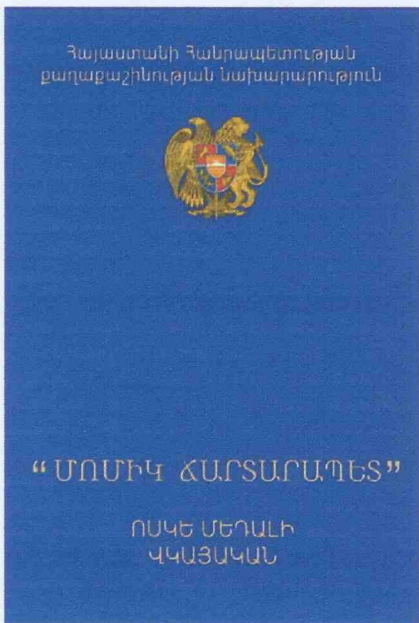 Հայաստանի Հանրապետության
քաղաքաշինության նախարարություն
“ ՄՈՄԻԿ ՃԱՐՏԱՐԱՊԵՏ”
ՈՍԿԵ ՄԵԴԱԼԻ
ՎԿԱՅԱԿԱՆ